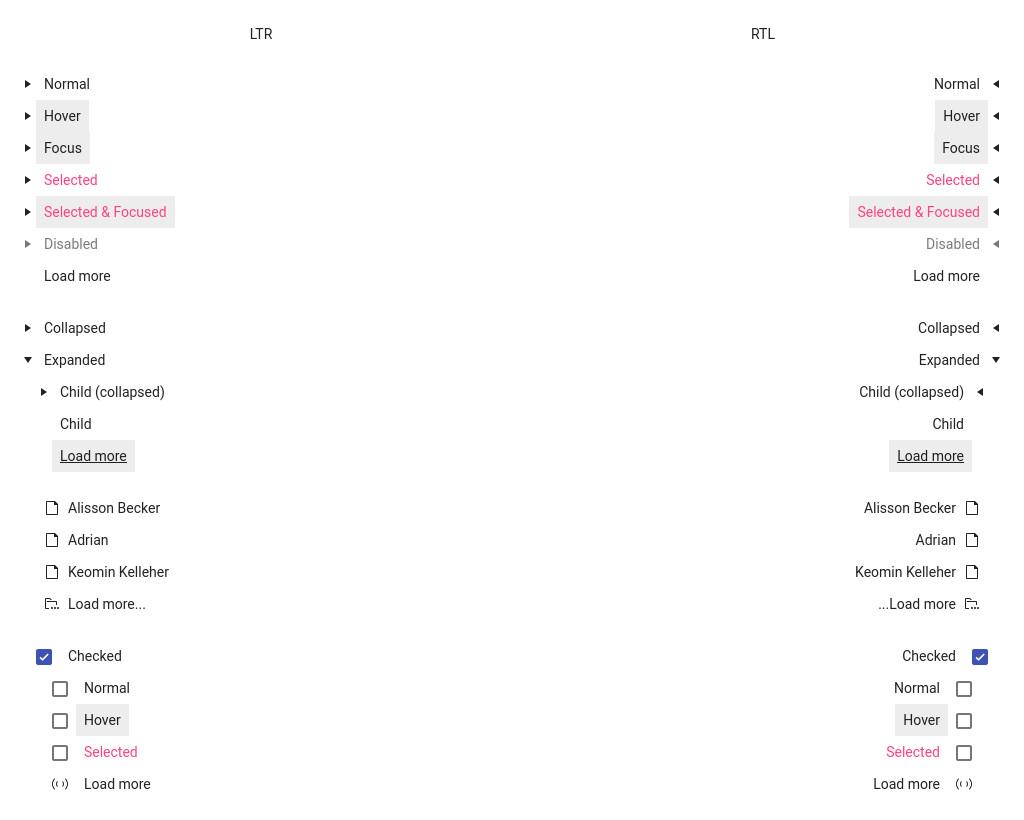 LTR
Normal
Hover
Focus
Selected
Selected & Focused
Disabled
Load more
Collapsed
Expanded
Child (collapsed)
Child
Load more
Alisson Becker
Adrian
Keomin Kelleher
Load more...
Checked
Normal
Hover
Selected
Load more
RTL
Normal
Hover
Focus
Selected
Selected & Focused
Disabled
Load more
Collapsed
Expanded
Child (collapsed)
Child
Load more
Alisson Becker
Adrian
Keomin Kelleher
...Load more
Checked
Normal
Hover
Selected
Load more